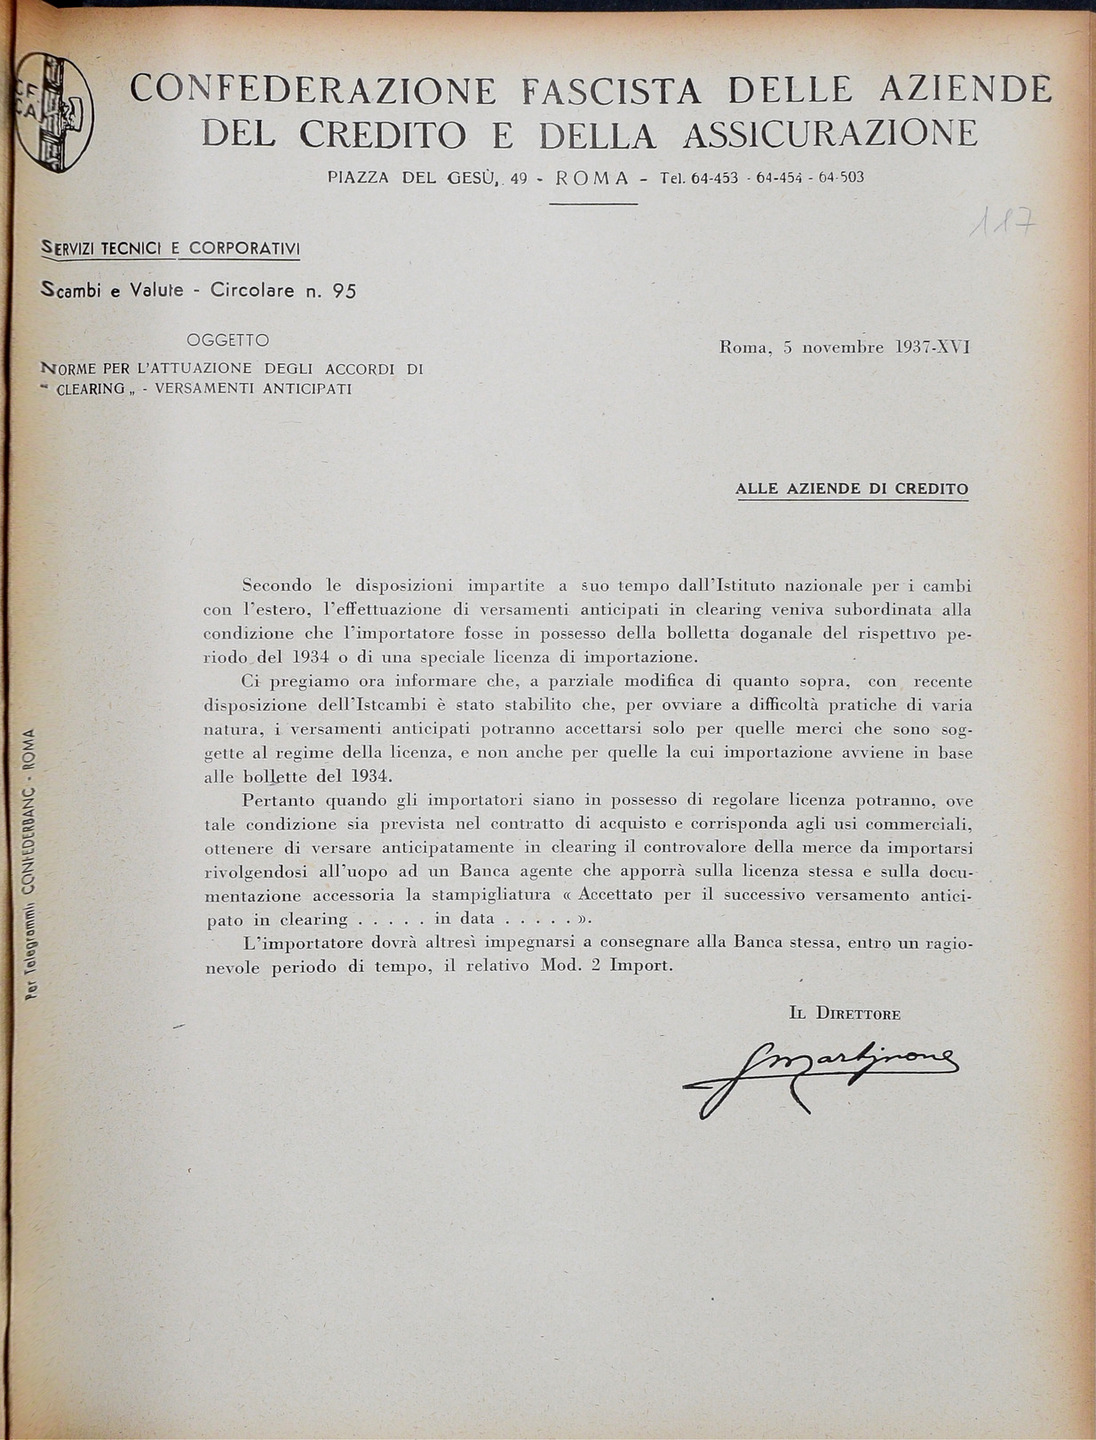 CF
CA
CONFEDERAZIONE FASCISTA DELLE AZIENDE
DEL CREDITO E DELLA ASSICURAZIONE
PIAZZA DEL GESÙ, 49 - ROMA - Tel. 64-453 - 64-454 - 64-503
117
SERVIZI TECNICI E CORPORATIVI
Scambi e Valute - Circolare n. 95
OGGETTO
NORME PER L'ATTUAZIONE DEGLI ACCORDI DI
“ CLEARING „ - VERSAMENTI ANTICIPATI
Roma, 5 novembre 1937-XVI
ALLE AZIENDE DI CREDITO
Secondo le disposizioni impartite a suo tempo dall'Istituto nazionale per i cambi
con l'estero, l'effettuazione di versamenti anticipati in clearing veniva subordinata alla
condizione che l'importatore fosse in possesso della bolletta doganale del rispettivo pe-
riodo del 1934 o di una speciale licenza di importazione.
Ci pregiamo ora informare che, a parziale modifica di quanto sopra, con recente
disposizione dell'Istcambi è stato stabilito che, per ovviare a difficoltà pratiche di varia
natura, i versamenti anticipati potranno accettarsi solo per quelle merci che sono sog-
gette al regime della licenza, e non anche per quelle la cui importazione avviene in base
alle bollette del 1934.
Pertanto quando gli importatori siano in possesso di regolare licenza potranno, ove
tale condizione sia prevista nel contratto di acquisto e corrisponda agli usi commerciali,
ottenere di versare anticipatamente in clearing il controvalore della merce da importarsi
rivolgendosi all'uopo ad un Banca agente che apporrà sulla licenza stessa e sulla docu-
mentazione accessoria la stampigliatura « Accettato per il successivo versamento antici-
pato in clearing . . . . . in data . . . . . ».
L'importatore dovrà altresì impegnarsi a consegnare alla Banca stessa, entro un ragio-
nevole periodo di tempo, il relativo Mod. 2 Import.
IL DIRETTORE
GMartinone
Per Telegrammi: CONFEDERBANC - ROMA